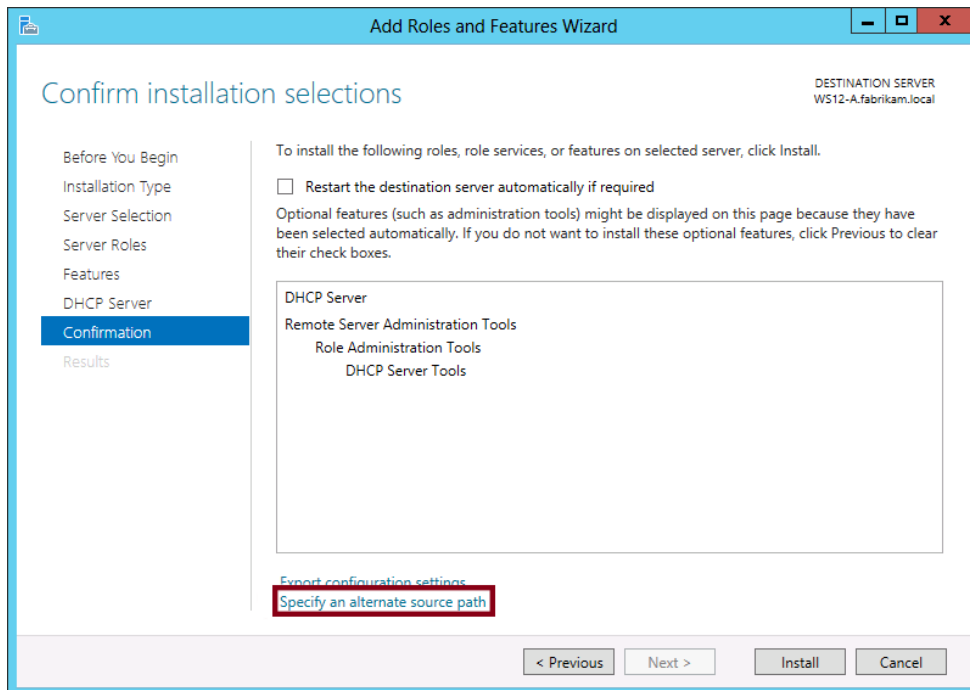 Add Roles and Features Wizard
Confirm installation selections
DESTINATION SERVER
WS12-A.fabrikam.local
Before You Begin
Installation Type
Server Selection
Server Roles
Features
DHCP Server
Confirmation
Results
To install the following roles, role services, or features on selected server, click Install.
Restart the destination server automatically if required
Optional features (such as administration tools) might be displayed on this page because they have
been selected automatically. If you do not want to install these optional features, click Previous to clear
their check boxes.
DHCP Server
Remote Server Administration Tools
Role Administration Tools
DHCP Server Tools
Export configuration settings
Specify an alternate source path
< Previous
Next >
Install
Cancel